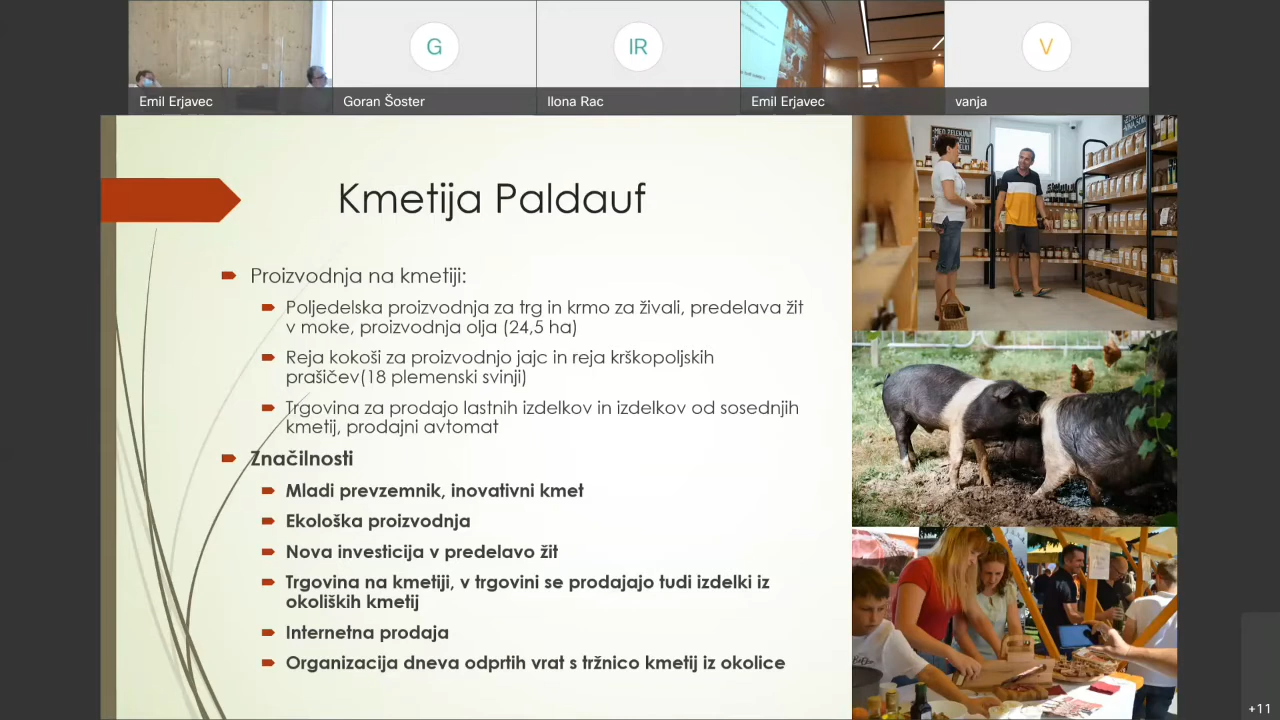 G
IR
V
Emil Erjavec
Goran Šoster
Ilona Rac
Emil Erjavec
vanja
Kmetija Paldauf
Proizvodnja na kmetiji:
Poljedelska proizvodnja za trg in krmo za živali, predelava žit
v moke, proizvodnja olja (24,5 ha)
Reja kokoši za proizvodnjo jajc in reja krškopoljskih
prašičev(18 plemenski svinji)
Trgovina za prodajo lastnih izdelkov in izdelkov od sosednjih
kmetij, prodajni avtomat
Značilnosti
Mladi prevzemnik, inovativni kmet
Ekološka proizvodnja
Nova investicija v predelavo žit
Trgovina na kmetiji, v trgovini se prodajajo tudi izdelki iz
okoliških kmetij
Internetna prodaja
Organizacija dneva odprtih vrat s tržnico kmetij iz okolice
+11